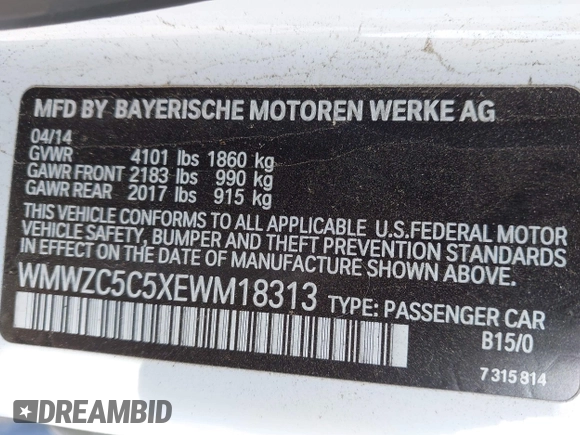 MFD BY BAYERISCHE MOTOREN WERKE AG
04/14
GVWR 4101 lbs 1860 kg
GAWR FRONT 2183 lbs 990 kg
GAWR REAR 2017 lbs 915 kg
THIS VEHICLE CONFORMS TO ALL APPLICABLE U.S.FEDERAL MOTOR
VEHICLE SAFETY, BUMPER AND THEFT PREVENTION STANDARDS
IN EFFECT ON THE DATE OF MANUFACTURE SHOWN ABOVE.
WMWZC5C5XEWM18313 TYPE: PASSENGER CAR
B15/0
7 315 814
DREAMBID